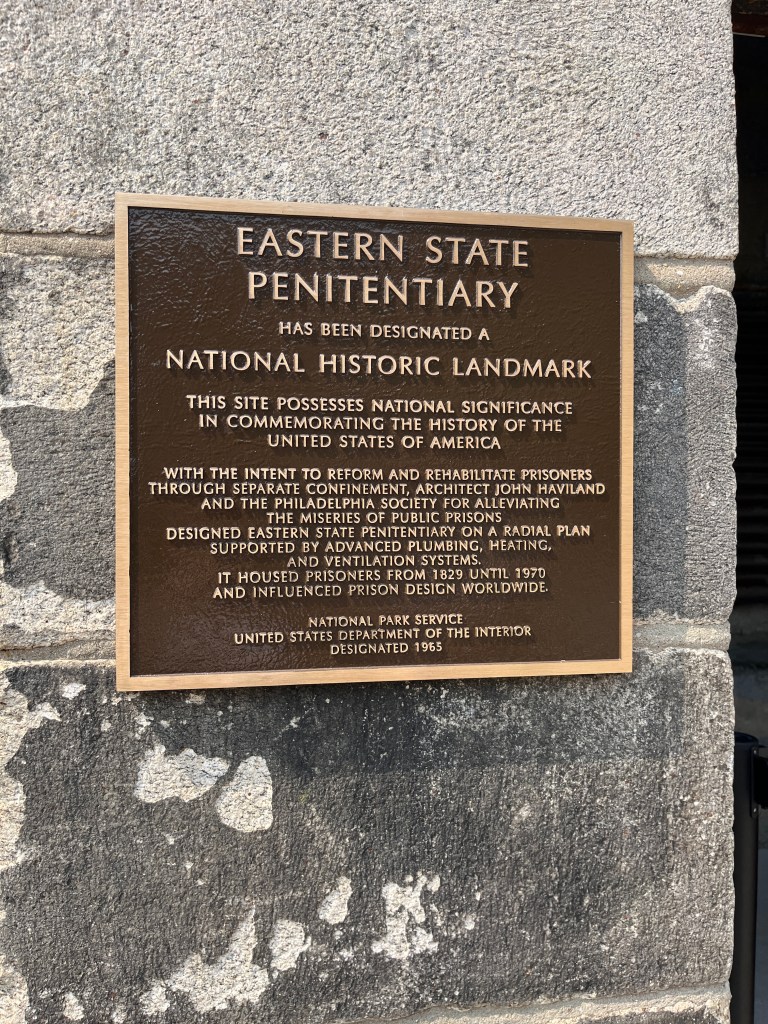 EASTERN STATE
PENITENTIARY
HAS BEEN DESIGNATED A
NATIONAL HISTORIC LANDMARK
THIS SITE POSSESSES NATIONAL SIGNIFICANCE
IN COMMEMORATING THE HISTORY OF THE
UNITED STATES OF AMERICA
WITH THE INTENT TO REFORM AND REHABILITATE PRISONERS
THROUGH SEPARATE CONFINEMENT, ARCHITECT JOHN HAVILAND
AND THE PHILADELPHIA SOCIETY FOR ALLEVIATING
THE MISERIES OF PUBLIC PRISONS
DESIGNED EASTERN STATE PENITENTIARY ON A RADIAL PLAN
SUPPORTED BY ADVANCED PLUMBING, HEATING,
AND VENTILATION SYSTEMS.
IT HOUSED PRISONERS FROM 1829 UNTIL 1970
AND INFLUENCED PRISON DESIGN WORLDWIDE.
NATIONAL PARK SERVICE
UNITED STATES DEPARTMENT OF THE INTERIOR
DESIGNATED 1965